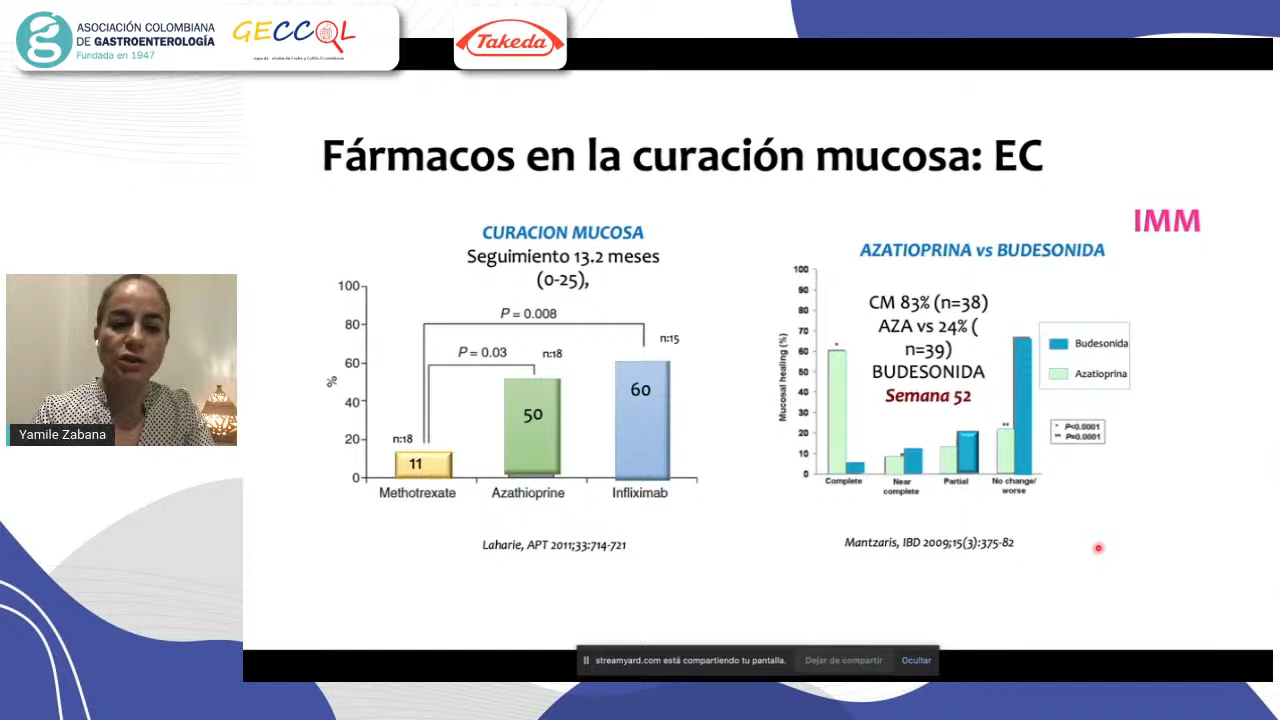 ASOCIACIÓN COLOMBIANA
DE GASTROENTEROLOGÍA
Fundada en 1947
GECCOL
Takeda
Fármacos en la curación mucosa: EC
IMM
CURACION MUCOSA
Seguimiento 13.2 meses
(0-25),
100
80
60
40
20
0
%
P = 0.008
P = 0.03
n:18
n:18
n:15
11
50
60
Methotrexate
Azathioprine
Infliximab
Laharie, APT 2011;33:714-721
AZATIOPRINA vs BUDESONIDA
100
90
80
70
60
50
40
30
20
10
0
Mucosal healing (%)
CM 83% (n=38)
AZA vs 24% (
n=39)
BUDESONIDA
Semana 52
*
**
Complete
Near
complete
Partial
No change/
worse
Budesonida
Azatioprina
* P<0.0001
** P=0.0001
Mantzaris, IBD 2009;15(3):375-82
Yamile Zabana
streamyard.com está compartiendo tu pantalla.
Dejar de compartir
Ocultar